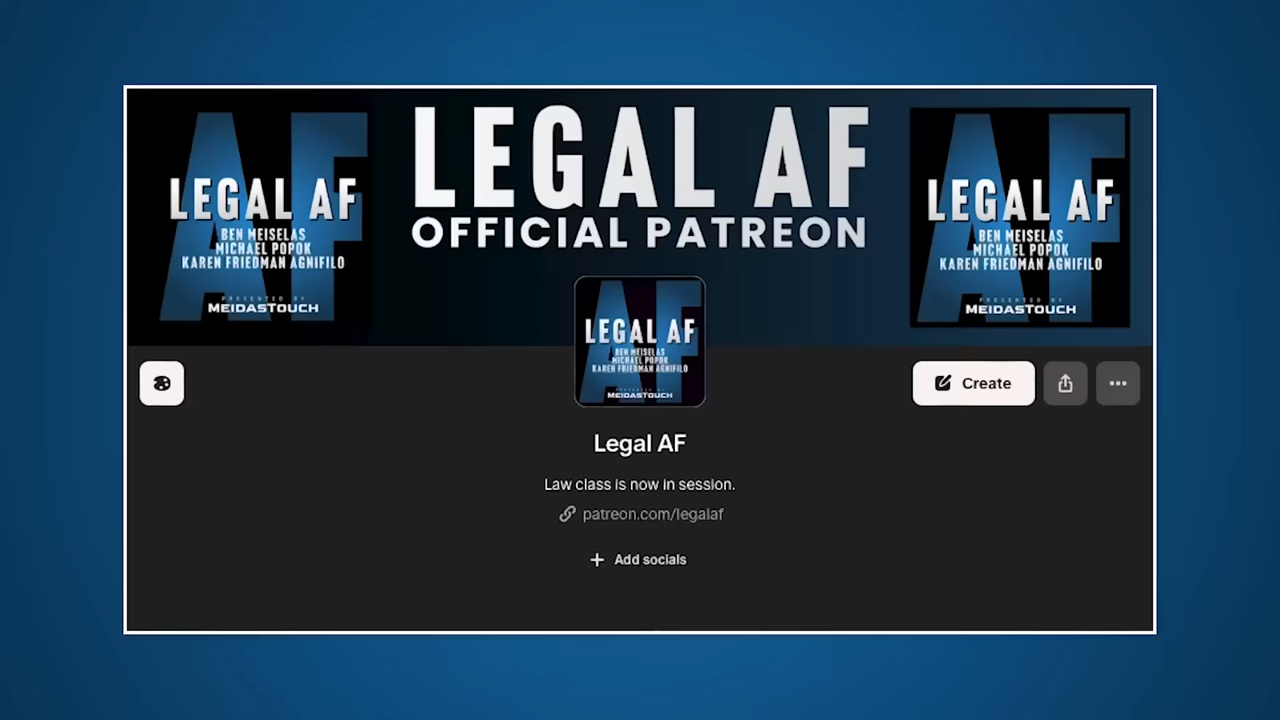 LEGAL AF
BEN MEISELAS
MICHAEL POPOK
KAREN FRIEDMAN AGNIFILO
PRESENTED BY
MEIDASTOUCH
LEGAL AF
OFFICIAL PATREON
LEGAL AF
BEN MEISELAS
MICHAEL POPOK
KAREN FRIEDMAN AGNIFILO
PRESENTED BY
MEIDASTOUCH
LEGAL AF
BEN MEISELAS
MICHAEL POPOK
KAREN FRIEDMAN AGNIFILO
PRESENTED BY
MEIDASTOUCH
Create
Legal AF
Law class is now in session.
patreon.com/legalaf
Add socials